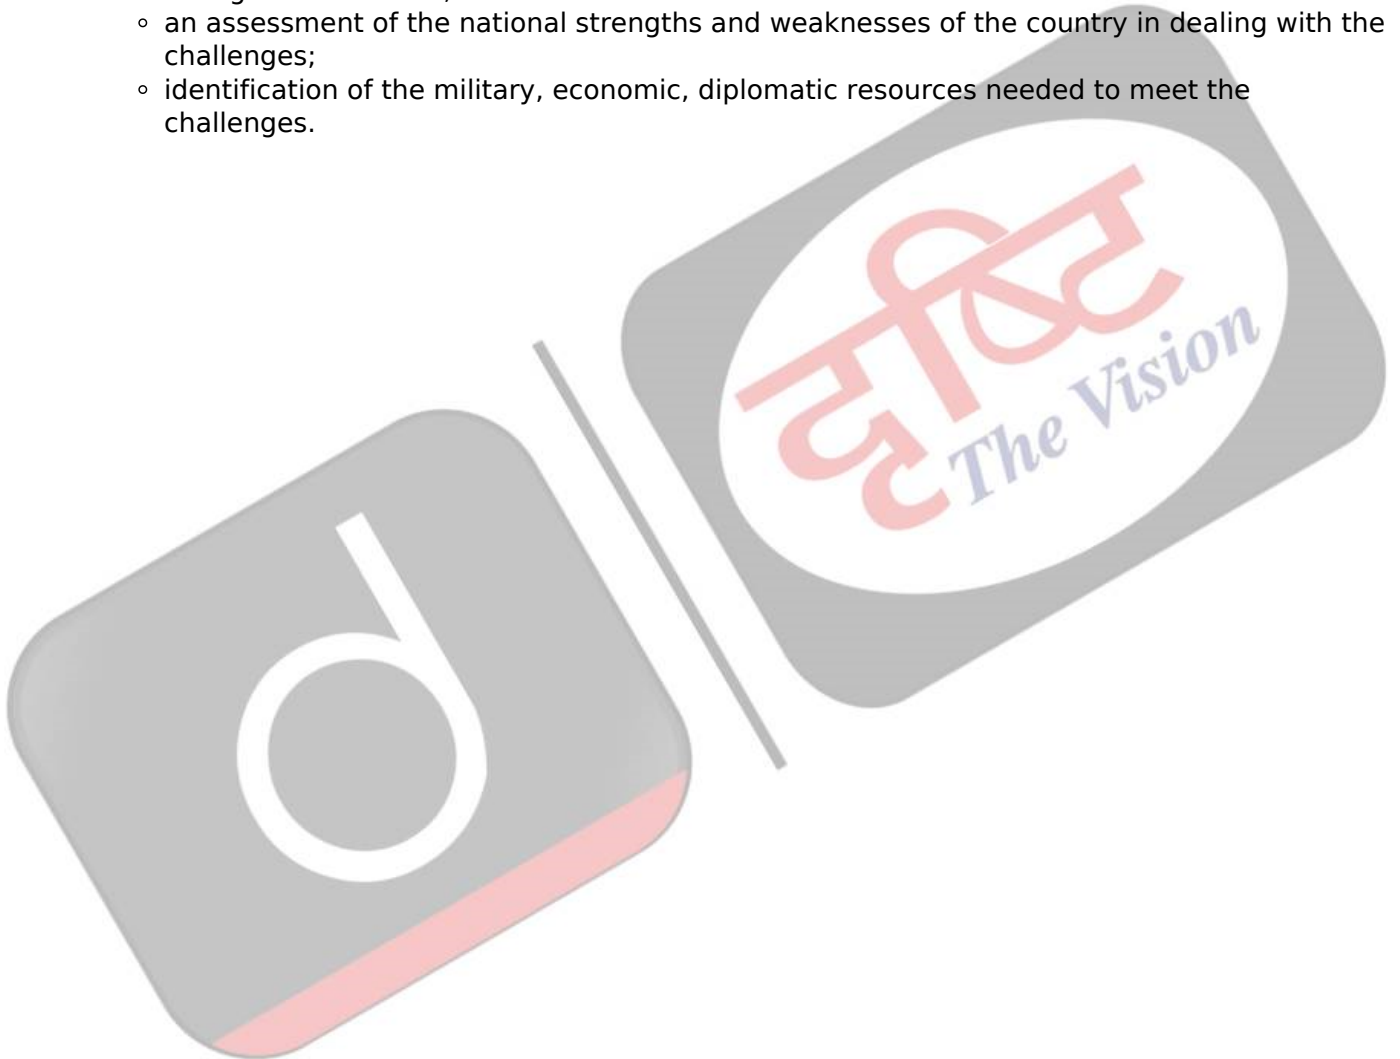 ◦ an assessment of the national strengths and weaknesses of the country in dealing with the
challenges;
◦ identification of the military, economic, diplomatic resources needed to meet the
challenges.
दृष्टि
The Vision
d